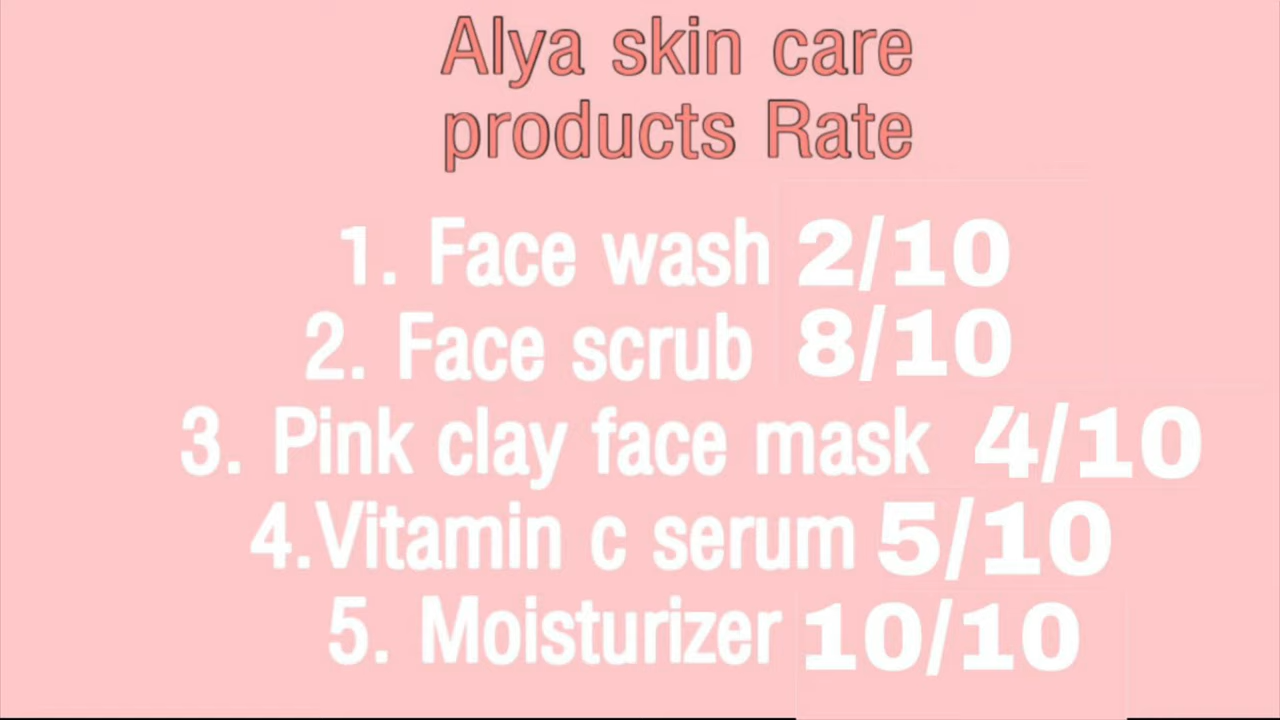 Alya skin care
products Rate
1. Face wash 2/10
2. Face scrub 8/10
3. Pink clay face mask 4/10
4.Vitamin c serum 5/10
5. Moisturizer 10/10